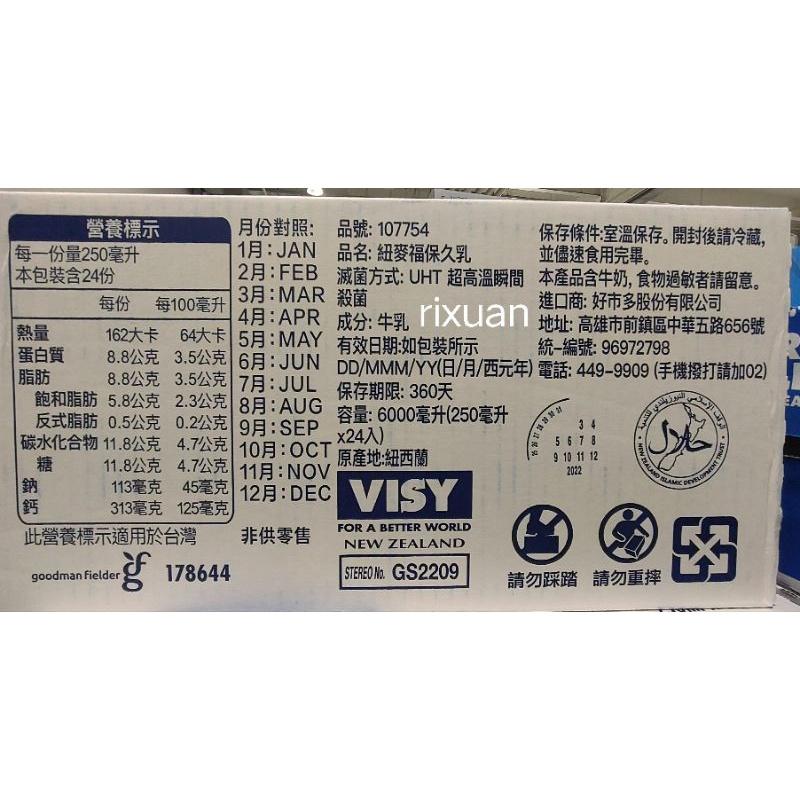 營養標示
每一份量250毫升
本包裝含24份
每份 每100毫升
熱量 162大卡 64大卡
蛋白質 8.8公克 3.5公克
脂肪 8.8公克 3.5公克
飽和脂肪 5.8公克 2.3公克
反式脂肪 0.5公克 0.2公克
碳水化合物 11.8公克 4.7公克
糖 11.8公克 4.7公克
鈉 113毫克 45毫克
鈣 313毫克 125毫克
此營養標示適用於台灣
goodman fielder gf 178644
月份對照:
1月:JAN
2月:FEB
3月:MAR
4月:APR
5月:MAY
6月:JUN
7月:JUL
8月:AUG
9月:SEP
10月:OCT
11月:NOV
12月:DEC
非供零售
品號: 107754
品名: 紐麥福保久乳
滅菌方式: UHT 超高溫瞬間
殺菌
成分: 牛乳
rixuan
有效日期:如包裝所示
DD/MMM/YY(日/月/西元年)
保存期限: 360天
容量: 6000毫升(250毫升
x24入)
原產地:紐西蘭
VISY
FOR A BETTER WORLD
NEW ZEALAND
STEREO No. GS2209
保存條件:室溫保存。開封後請冷藏,
並儘速食用完畢。
本產品含牛奶, 食物過敏者請留意。
進口商: 好市多股份有限公司
地址: 高雄市前鎮區中華五路656號
統一編號: 96972798
電話: 449-9909 (手機撥打請加02)
3 4
5 6 7 8
9 10 11 12
2022
حلال
NEW ZEALAND ISLAMIC DEVELOPMENT TRUST
請勿踩踏
請勿重摔